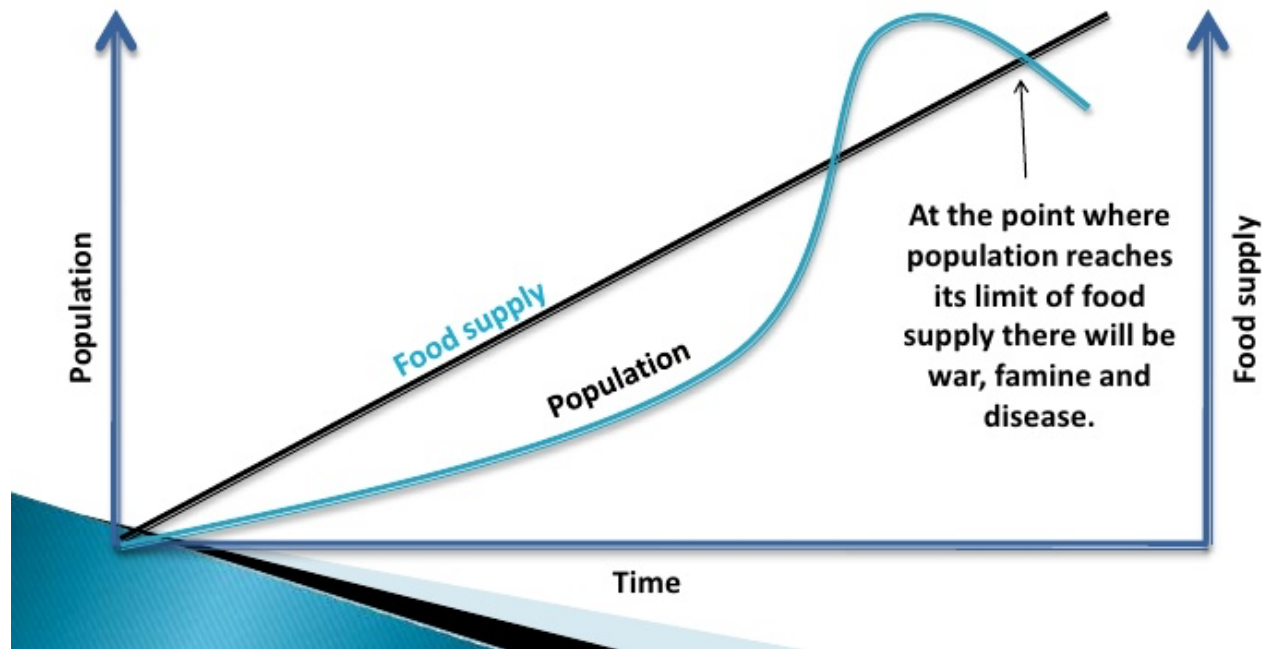 Population
Food supply
Population
At the point where
population reaches
its limit of food
supply there will be
war, famine and
disease.
Food supply
Time